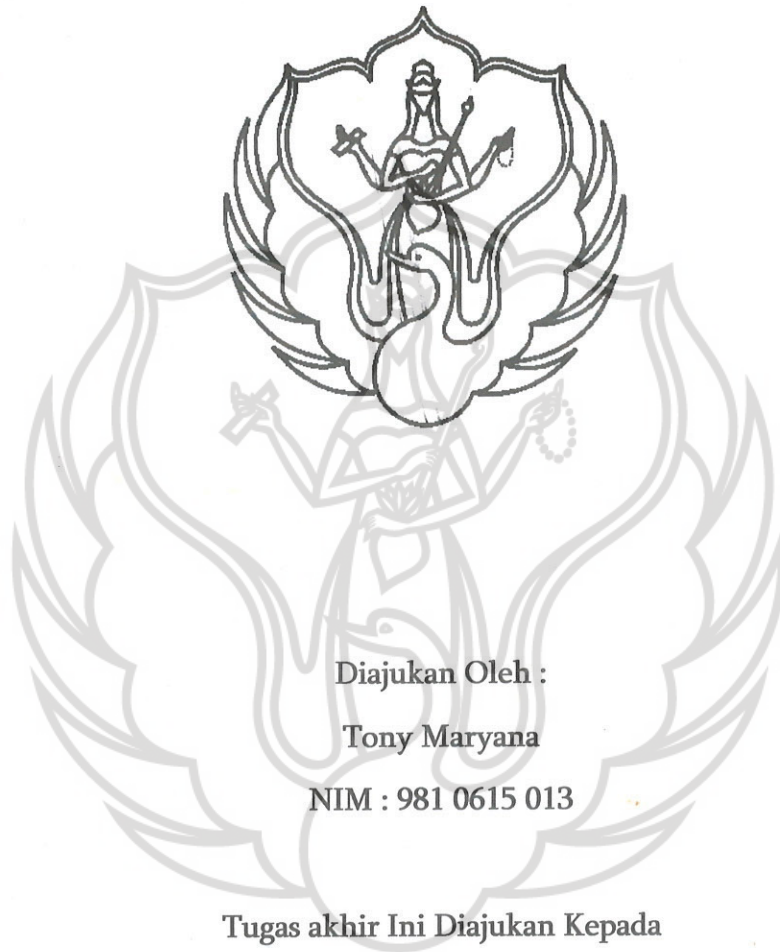 Diajukan Oleh :
Tony Maryana
NIM : 981 0615 013
Tugas akhir Ini Diajukan Kepada